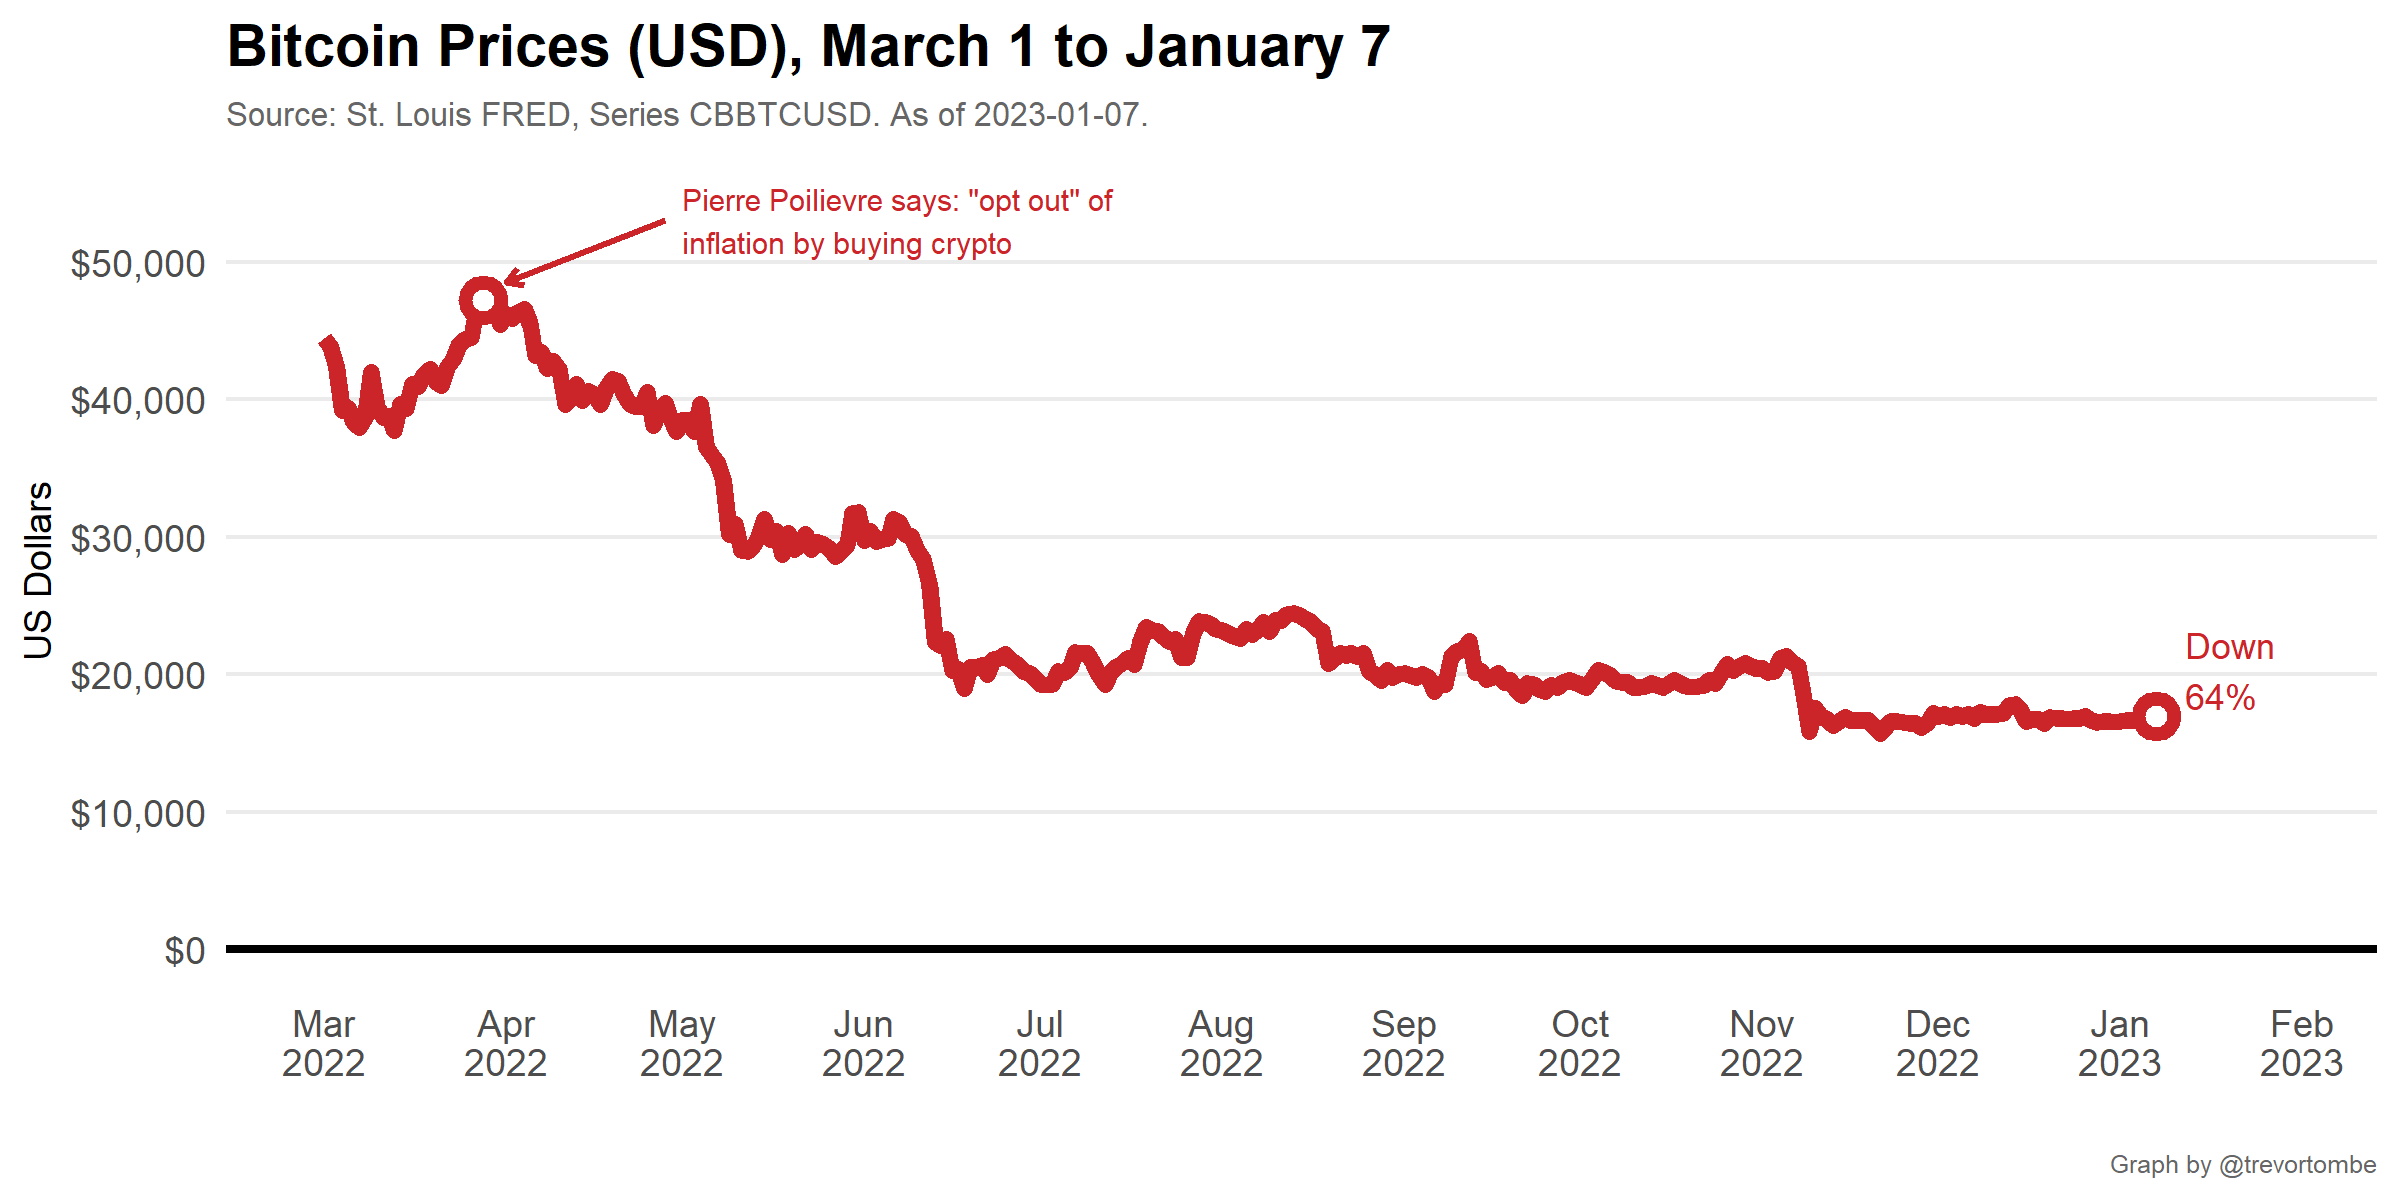 Bitcoin Prices (USD), March 1 to January 7
Source: St. Louis FRED, Series CBBTCUSD. As of 2023-01-07.
Pierre Poilievre says: "opt out" of
inflation by buying crypto
US Dollars
$50,000
$40,000
$30,000
$20,000
$10,000
$0
Down
64%
Mar Apr May Jun Jul Aug Sep Oct Nov Dec Jan Feb
2022 2022 2022 2022 2022 2022 2022 2022 2022 2022 2023 2023
Graph by @trevortombe